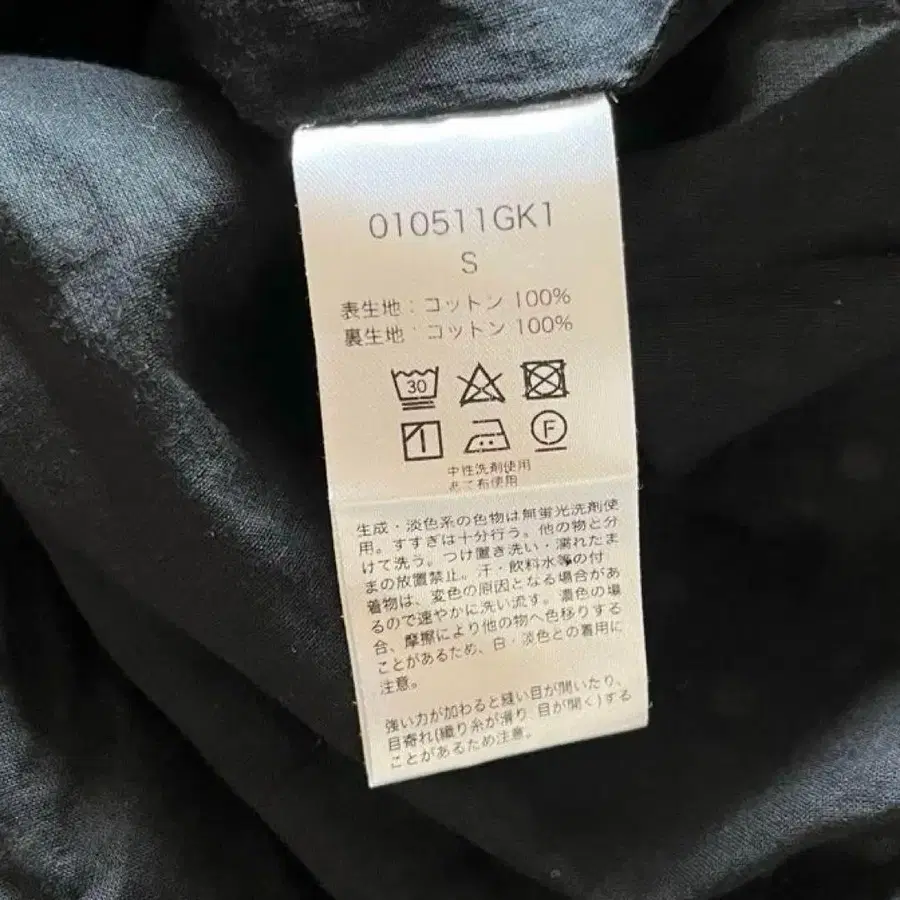 010511GK1
S
表生地：コットン 100%
裏生地：コットン 100%
30
F
中性洗剤使用
あて布使用
生成・淡色系の色物は無蛍光洗剤使
用。すすぎは十分行う。他の物と分
けて洗う。つけ置き洗い・濡れたま
まの放置禁止。汗・飲料水等の付
着物は、変色の原因となる場合があ
るので速やかに洗い流す。濃色の場
合、摩擦により他の物へ色移りする
ことがあるため、白・淡色との着用に
注意。
強い力が加わると縫い目が開いたり、
目寄れ(織り糸が滑り、目が開く)する
ことがあるため注意。